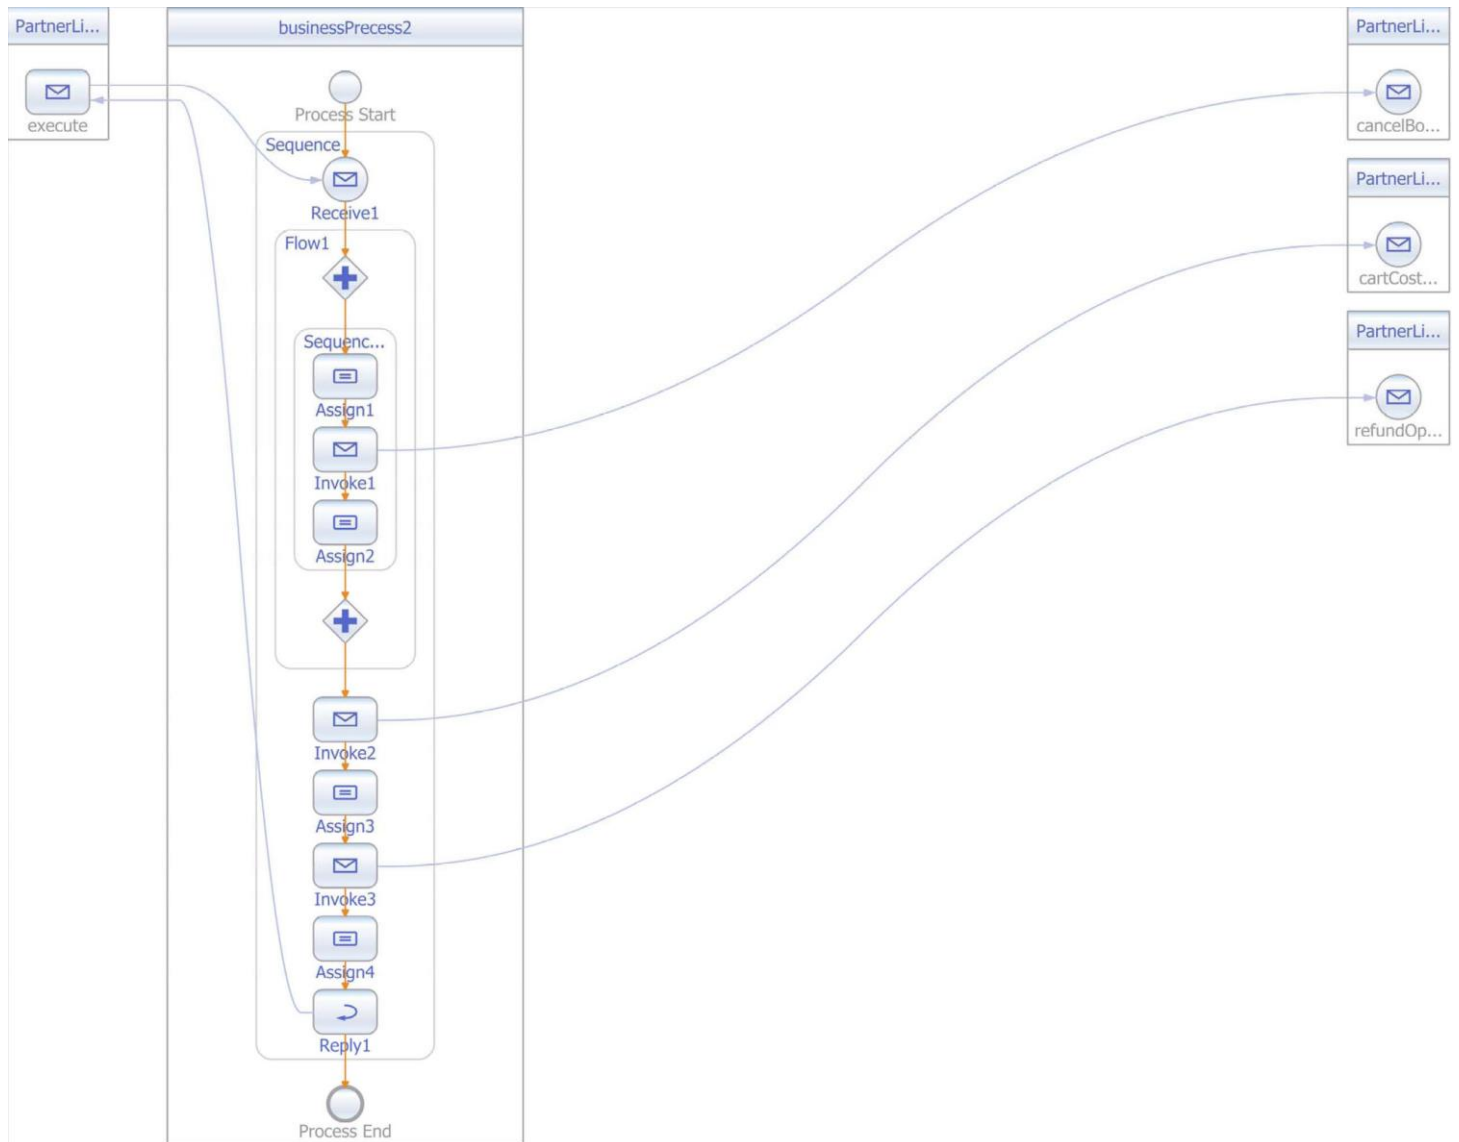 PartnerLi...
execute
businessPrecess2
Process Start
Sequence
Receive1
Flow1
Sequenc...
Assign1
Invoke1
Assign2
Invoke2
Assign3
Invoke3
Assign4
Reply1
Process End
PartnerLi...
cancelBo...
PartnerLi...
cartCost...
PartnerLi...
refundOp...